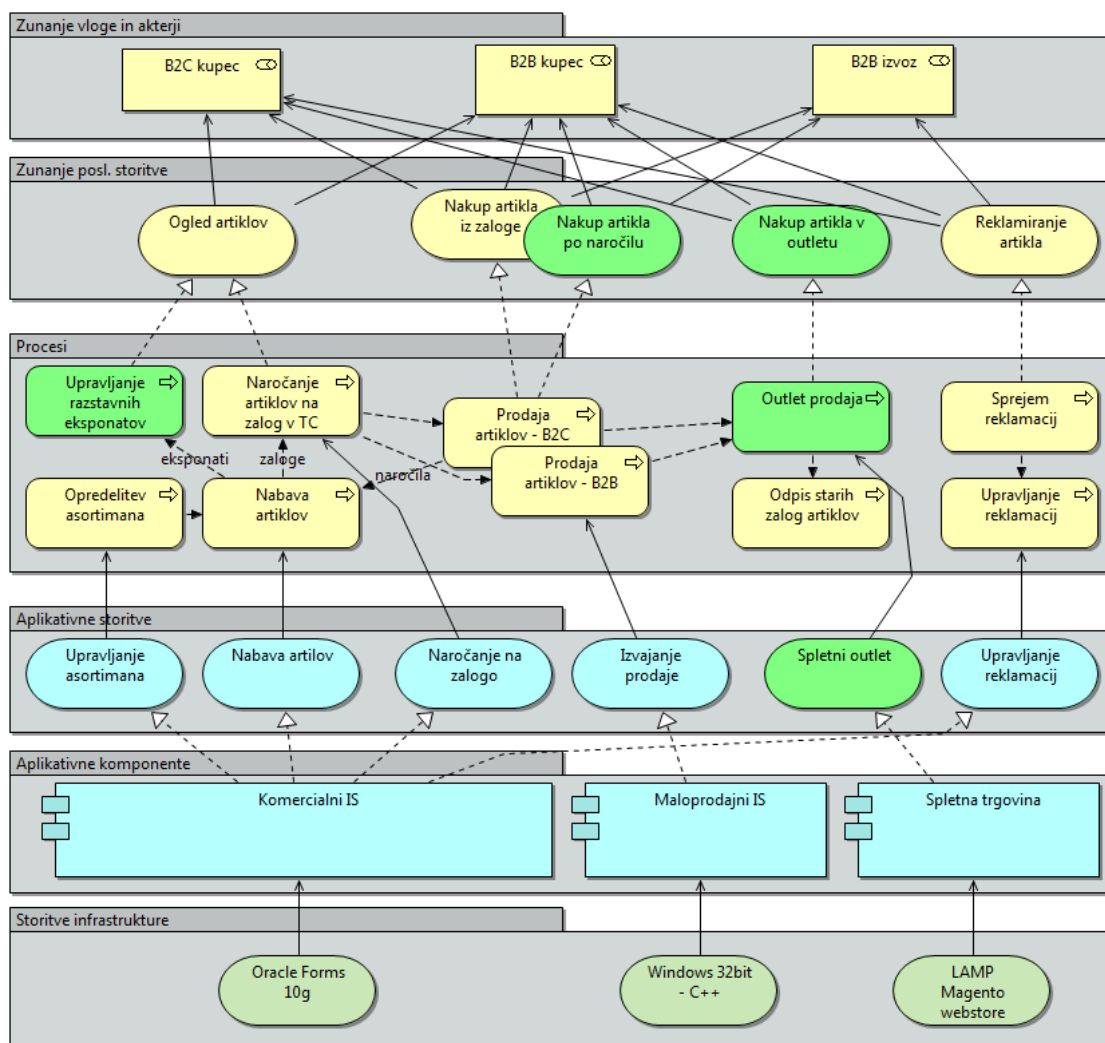 Zunanje vloge in akterji
B2C kupec
B2B kupec
B2B izvoz
Zunanje posl. storitve
Ogled artiklov
Nakup artikla
iz zaloge
Nakup artikla
po naročilu
Nakup artikla v
outletu
Reklamiranje
artikla
Procesi
Upravljanje
razstavnih
eksponatov
Naročanje
artiklov na
zalog v TC
Prodaja
artiklov - B2C
Prodaja
artiklov - B2B
Outlet prodaja
Sprejem
reklamacij
eksponati
zaloge
naročila
Opredelitev
asortimana
Nabava
artiklov
Odpis starih
zalog artiklov
Upravljanje
reklamacij
Aplikativne storitve
Upravljanje
asortimana
Nabava artilov
Naročanje na
zalogo
Izvajanje
prodaje
Spletni outlet
Upravljanje
reklamacij
Aplikativne komponente
Komercialni IS
Maloprodajni IS
Spletna trgovina
Storitve infrastrukture
Oracle Forms
10g
Windows 32bit
- C++
LAMP
Magento
webstore